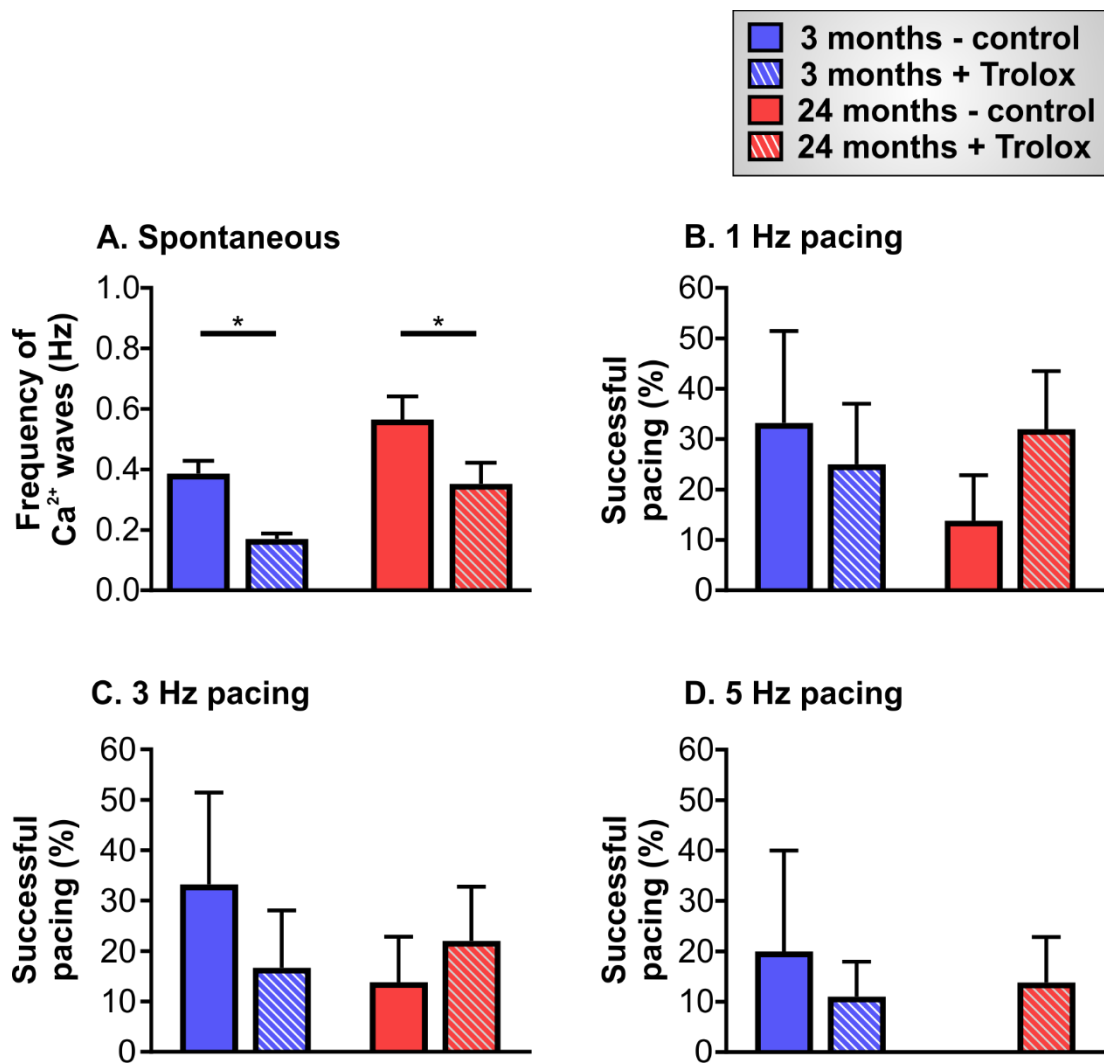 3 months - control
3 months + Trolox
24 months - control
24 months + Trolox
A. Spontaneous
Frequency of
Ca²⁺ waves (Hz)
1.0
0.8
0.6
0.4
0.2
0.0
*
*
B. 1 Hz pacing
Successful
pacing (%)
60
50
40
30
20
10
0
C. 3 Hz pacing
Successful
pacing (%)
60
50
40
30
20
10
0
D. 5 Hz pacing
Successful
pacing (%)
60
50
40
30
20
10
0